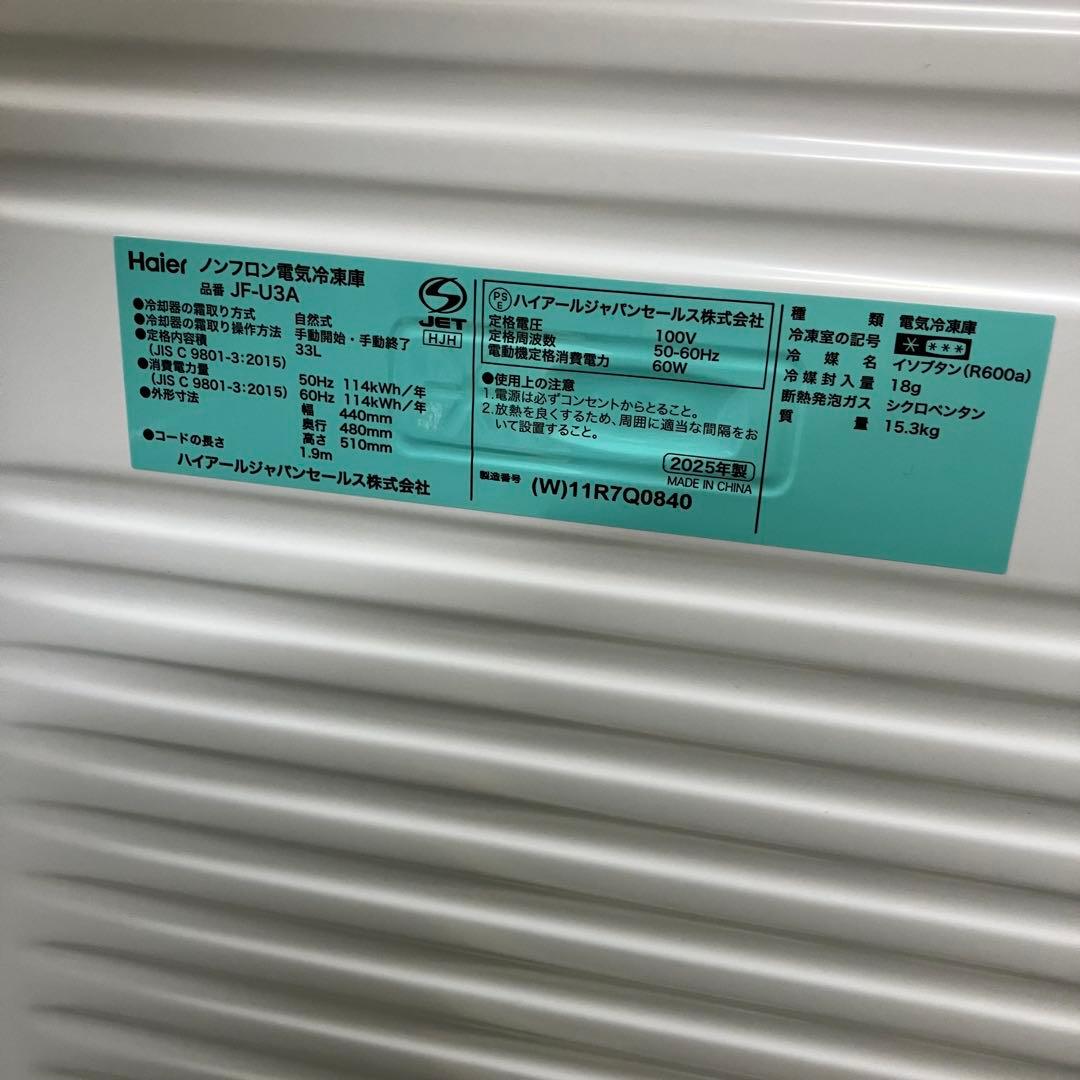 Haier ノンフロン電気冷凍庫
品番 JF-U3A
●冷却器の霜取り方式 自然式
●冷却器の霜取り操作方法 手動開始・手動終了
●定格内容積 33L
(JIS C 9801-3:2015)
●消費電力量 50Hz 114kWh/年
(JIS C 9801-3:2015) 60Hz 114kWh/年
●外形寸法 幅 440mm
奥行 480mm
高さ 510mm
●コードの長さ 1.9m
ハイアールジャパンセールス株式会社
S
JET
HJH
PS
E
ハイアールジャパンセールス株式会社
定格電圧 100V
定格周波数 50-60Hz
電動機定格消費電力 60W
●使用上の注意
1.電源は必ずコンセントからとること。
2.放熱を良くするため、周囲に適当な間隔をお
いて設置すること。
2025年製
MADE IN CHINA
製造番号 (W)11R7Q0840
種類 電気冷凍庫
冷凍室の記号 * ***
冷媒名 イソブタン(R600a)
冷媒封入量 18g
断熱発泡ガス シクロペンタン
質量 15.3kg